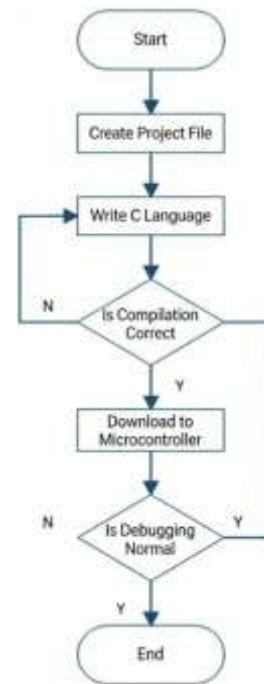 Start
Create Project File
Write C Language
N
Is Compilation
Correct
Y
Download to
Microcontroller
N
Is Debugging
Normal
Y
Y
End